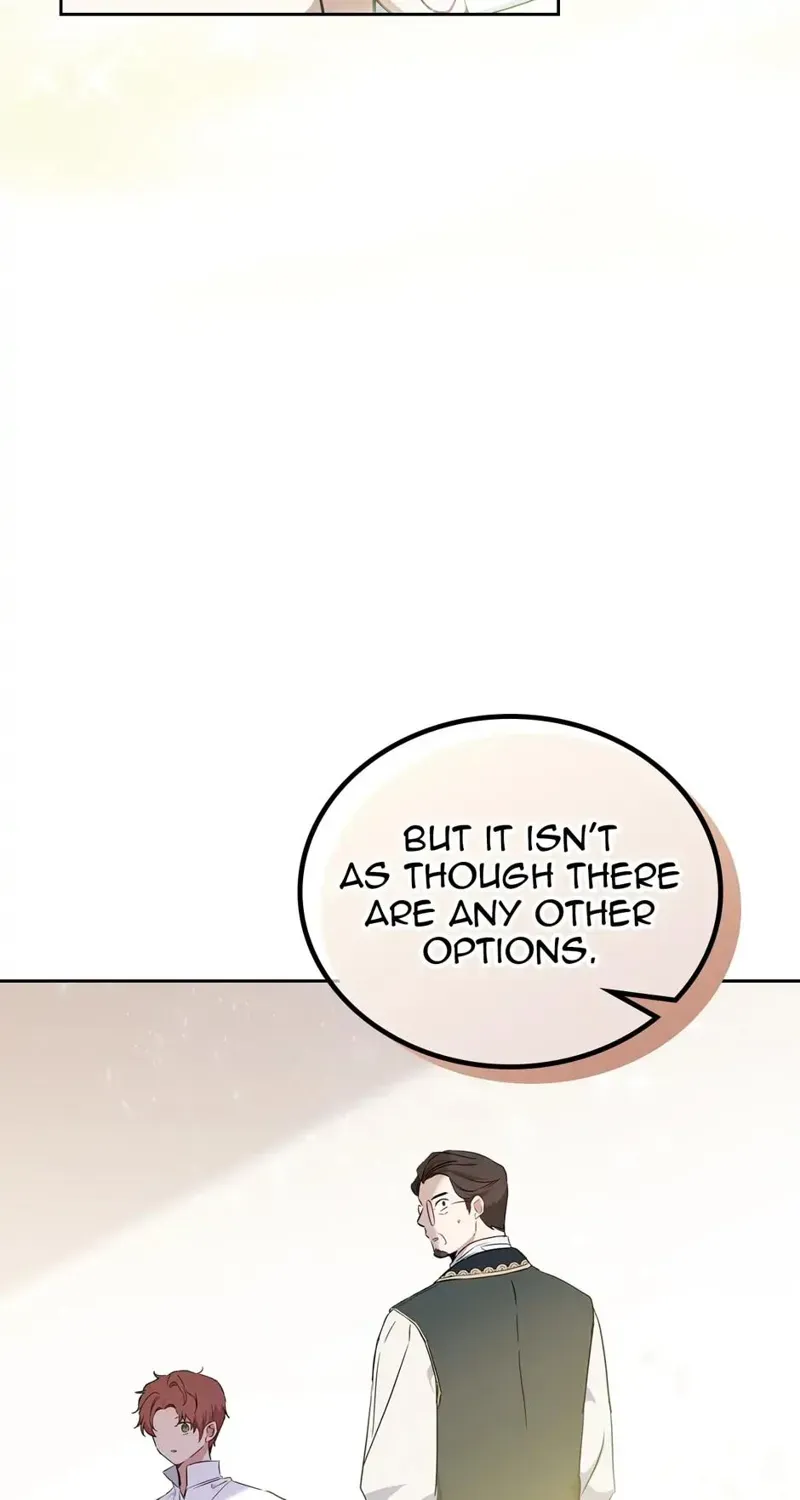 BUT IT ISN'T
AS THOUGH THERE
ARE ANY OTHER
OPTIONS.